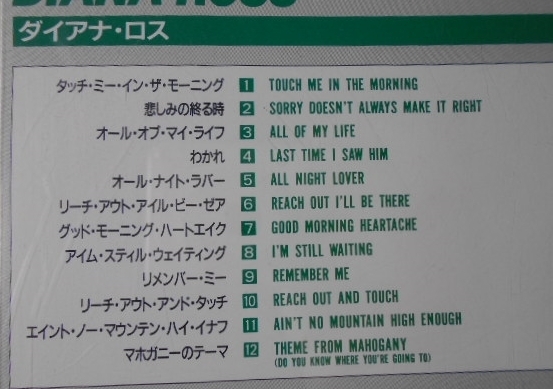 DIANA ROSS
ダイアナ・ロス
タッチ・ミー・イン・ザ・モーニング 1 TOUCH ME IN THE MORNING
悲しみの終る時 2 SORRY DOESN'T ALWAYS MAKE IT RIGHT
オール・オブ・マイ・ライフ 3 ALL OF MY LIFE
わかれ 4 LAST TIME I SAW HIM
オール・ナイト・ラバー 5 ALL NIGHT LOVER
リーチ・アウト・アイル・ビー・ゼア 6 REACH OUT I'LL BE THERE
グッド・モーニング・ハートエイク 7 GOOD MORNING HEARTACHE
アイム・スティル・ウェイティング 8 I'M STILL WAITING
リメンバー・ミー 9 REMEMBER ME
リーチ・アウト・アンド・タッチ 10 REACH OUT AND TOUCH
エイント・ノー・マウンテン・ハイ・イナフ 11 AIN'T NO MOUNTAIN HIGH ENOUGH
マホガニーのテーマ 12 THEME FROM MAHOGANY
(DO YOU KNOW WHERE YOU'RE GOING TO)